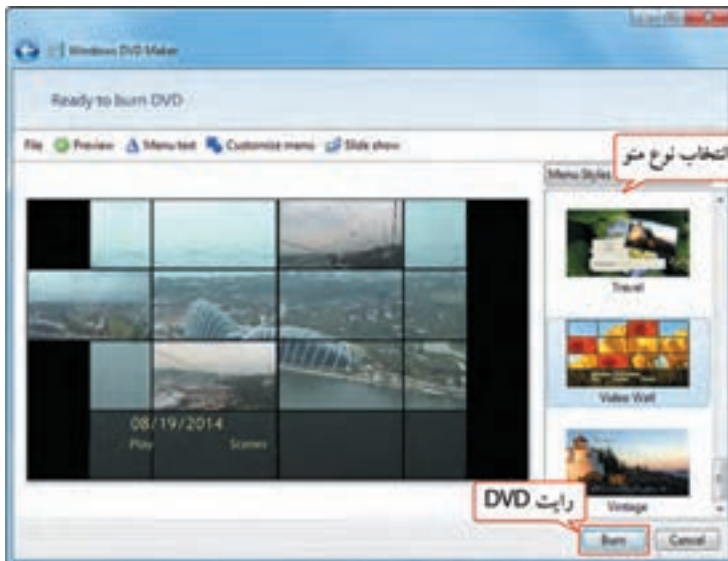 Windows DVD Maker
Ready to burn DVD
File Preview Menu text Customize menu Slide show
انتخاب نوع منو
Menu Styles
Travel
Video Wall
08/19/2014
Play Scenes
Vintage
رایت DVD
Burn Cancel